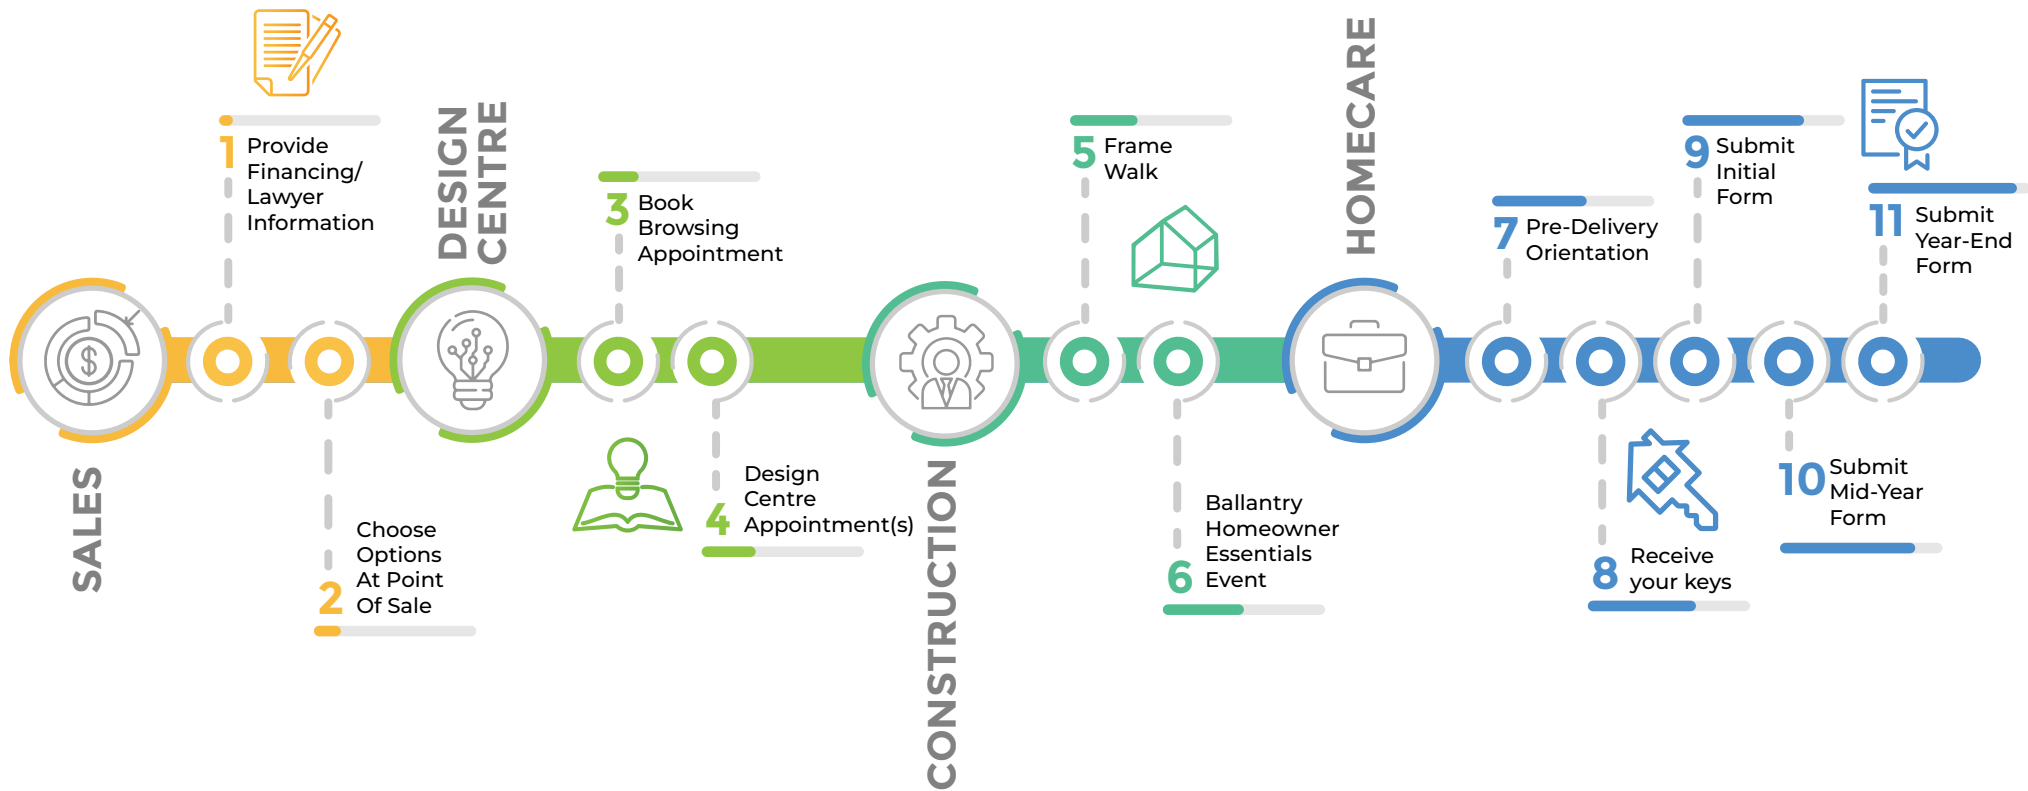 SALES
1
Provide
Financing/
Lawyer
Information
2
Choose
Options
At Point
Of Sale
DESIGN
CENTRE
3
Book
Browsing
Appointment
4
Design
Centre
Appointment(s)
CONSTRUCTION
5
Frame
Walk
6
Ballantry
Homeowner
Essentials
Event
HOMECARE
7
Pre-Delivery
Orientation
8
Receive
your keys
9
Submit
Initial
Form
10
Submit
Mid-Year
Form
11
Submit
Year-End
Form
$